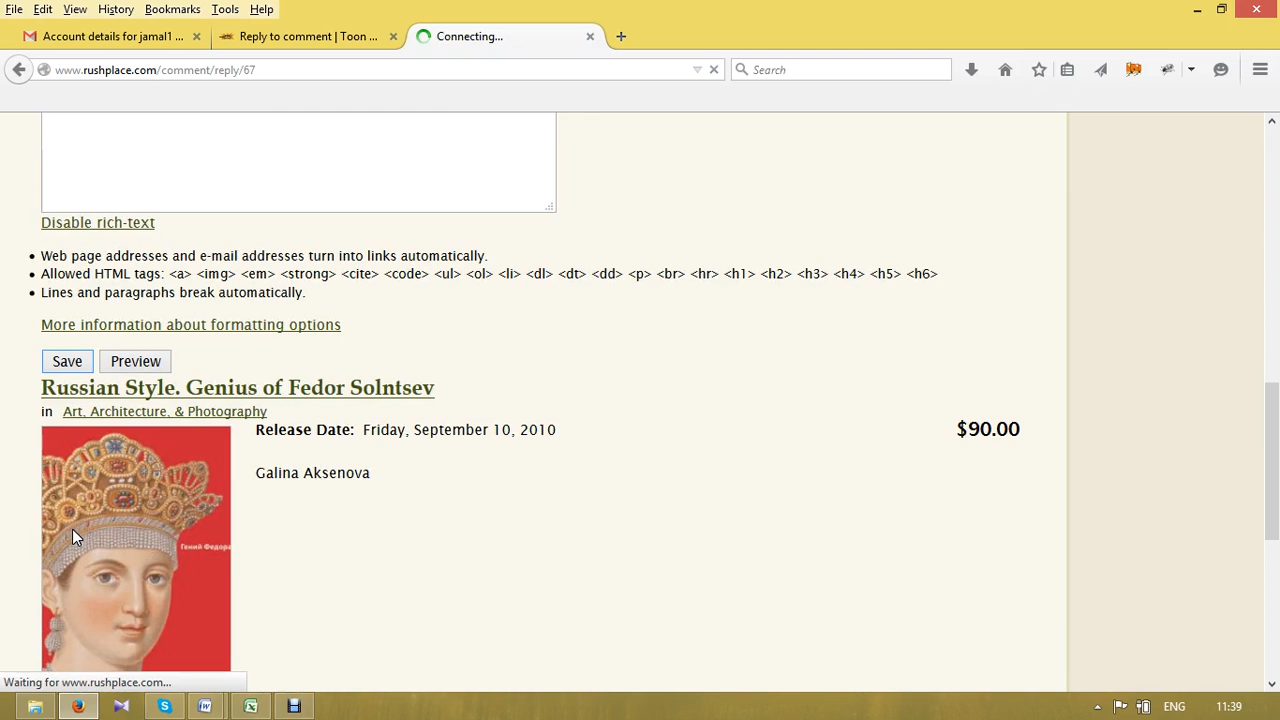 File Edit View History Bookmarks Tools Help
Account details for jamal1 ... × Reply to comment | Toon ... × Connecting... ×
www.rushplace.com/comment/reply/67 Search
Disable rich-text
• Web page addresses and e-mail addresses turn into links automatically.
• Allowed HTML tags: <a> <img> <em> <strong> <cite> <code> <ul> <ol> <li> <dl> <dt> <dd> <p> <br> <hr> <h1> <h2> <h3> <h4> <h5> <h6>
• Lines and paragraphs break automatically.
More information about formatting options
Save Preview
Russian Style. Genius of Fedor Solntsev
in Art, Architecture, & Photography
Release Date: Friday, September 10, 2010 $90.00
Galina Aksenova
Гений Федора
Waiting for www.rushplace.com...
ENG 11:39